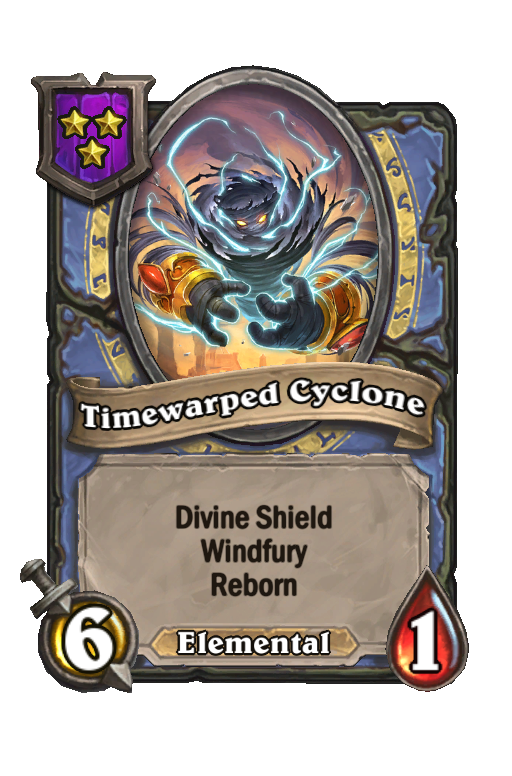 Timewarped Cyclone
Divine Shield
Windfury
Reborn
6
Elemental
1